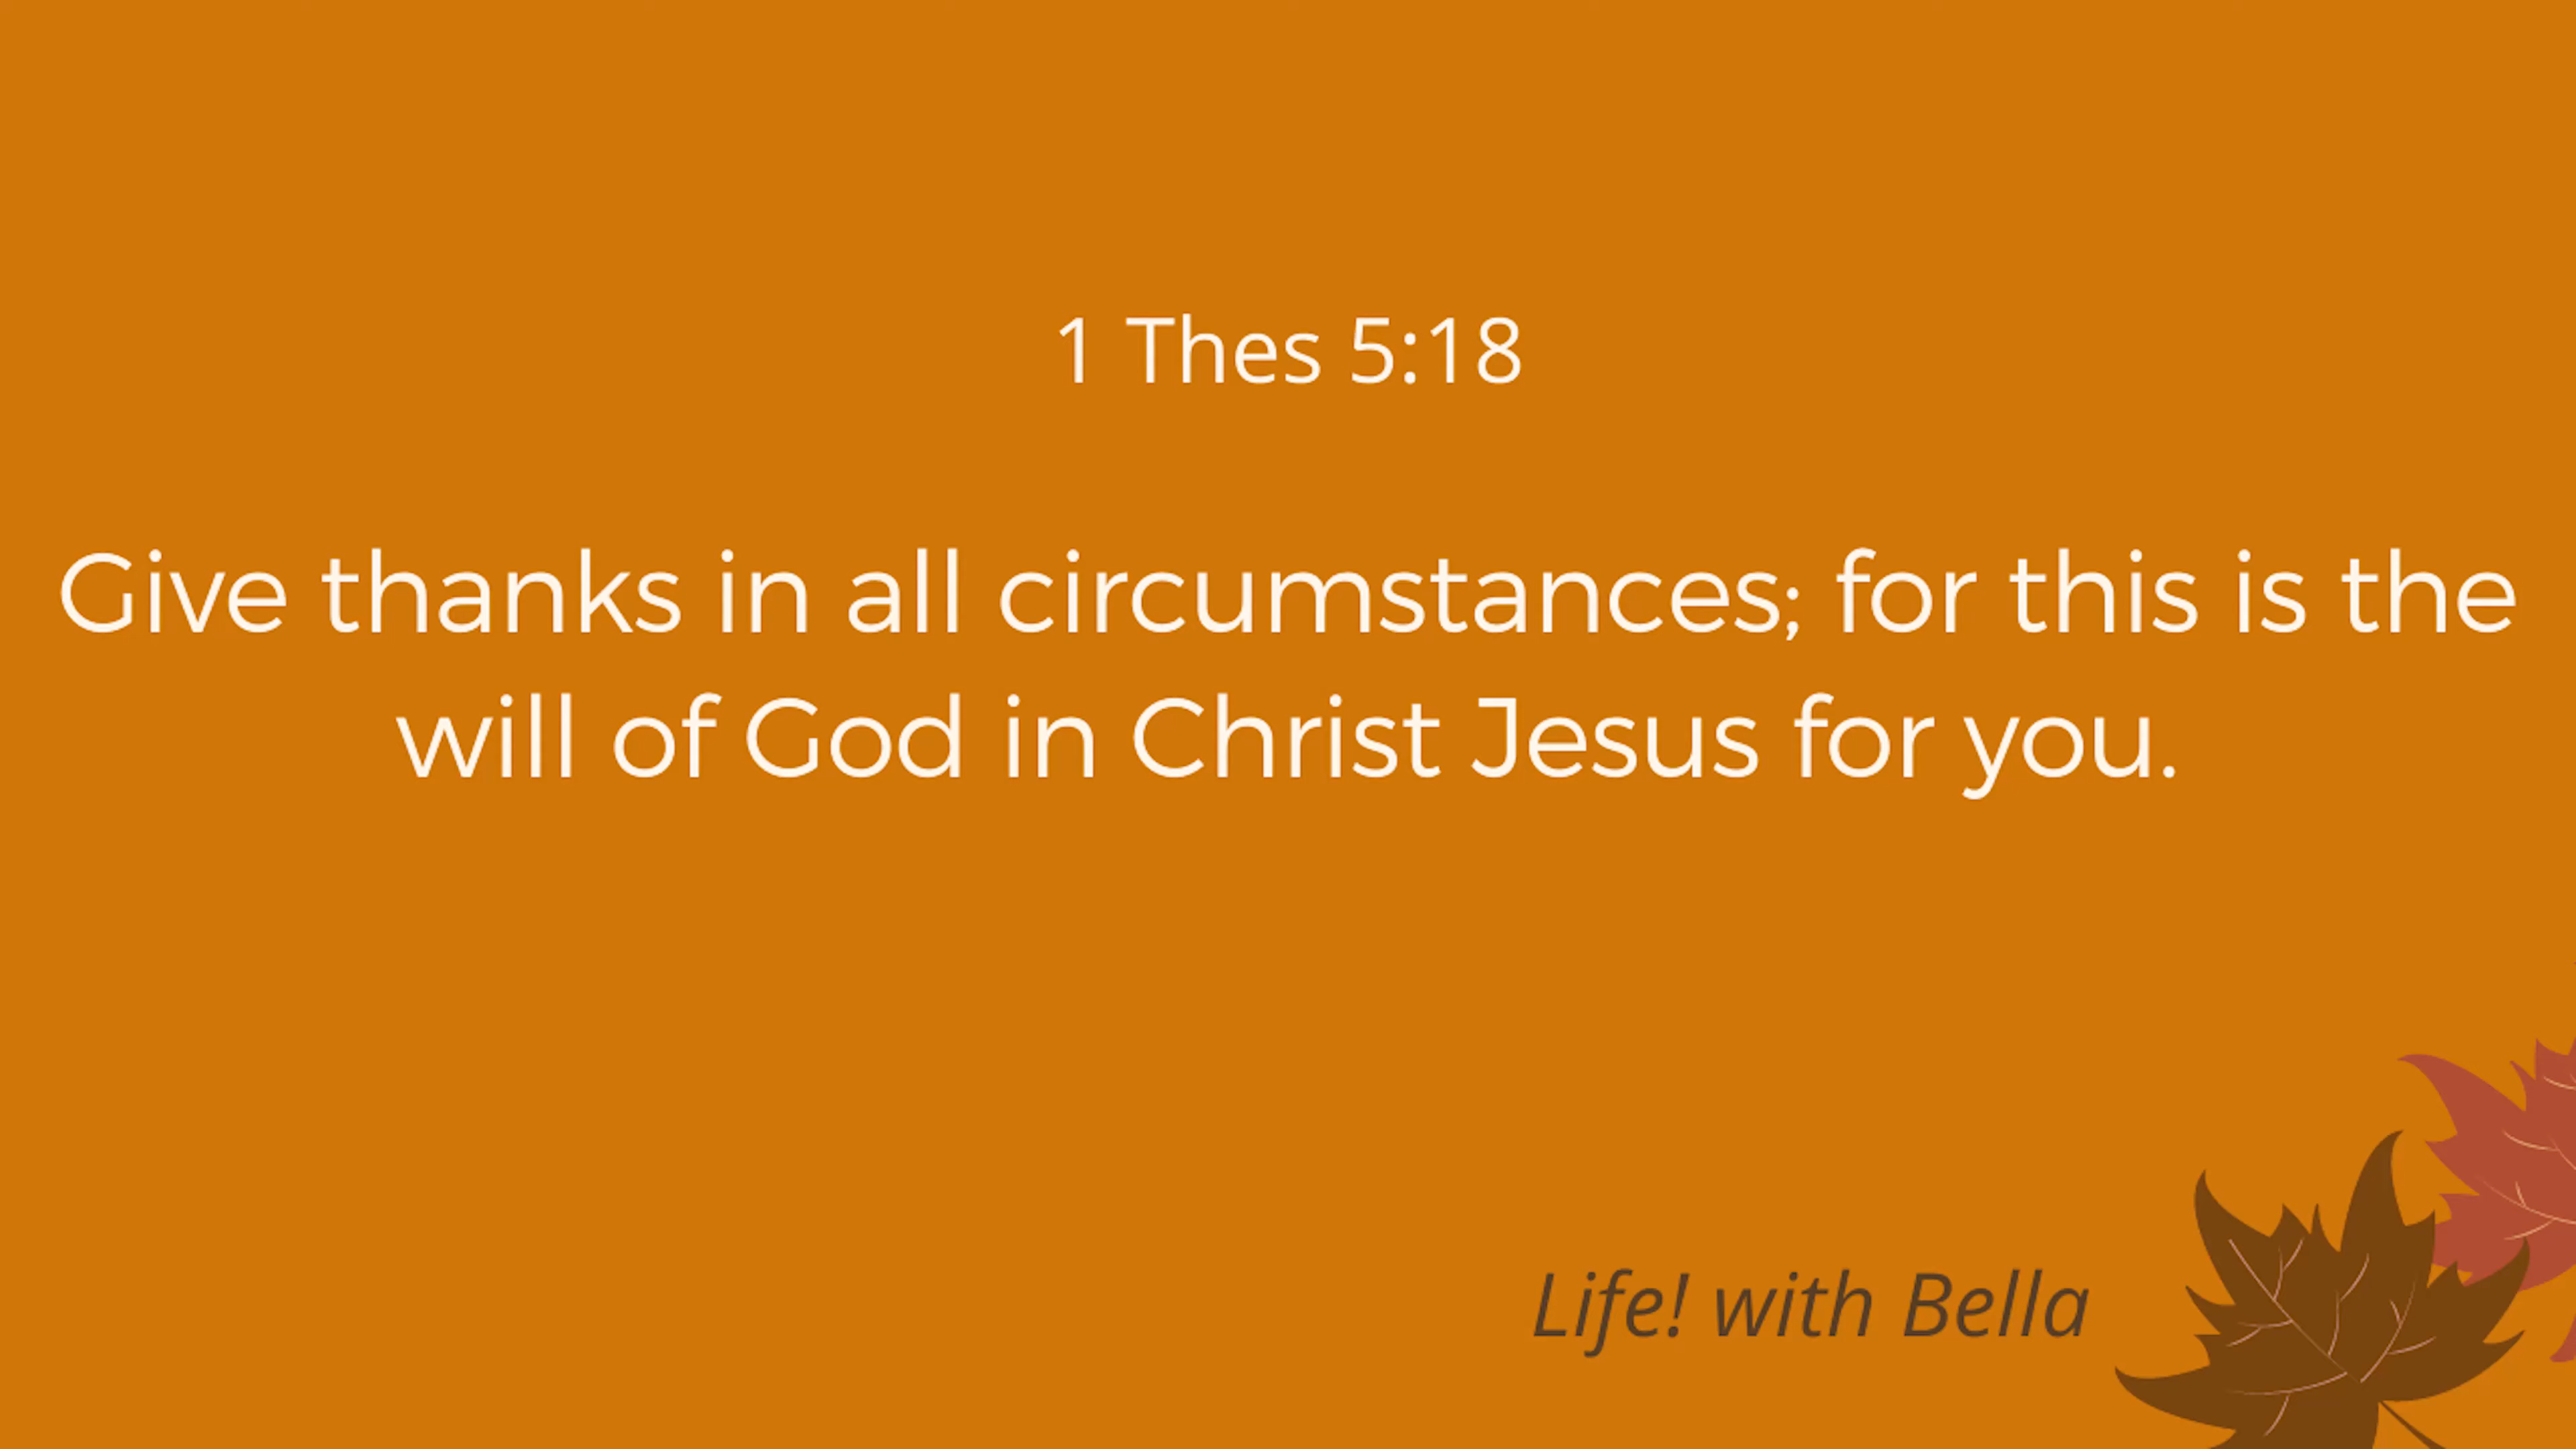 1 Thes 5:18
Give thanks in all circumstances; for this is the
will of God in Christ Jesus for you.
Life! with Bella